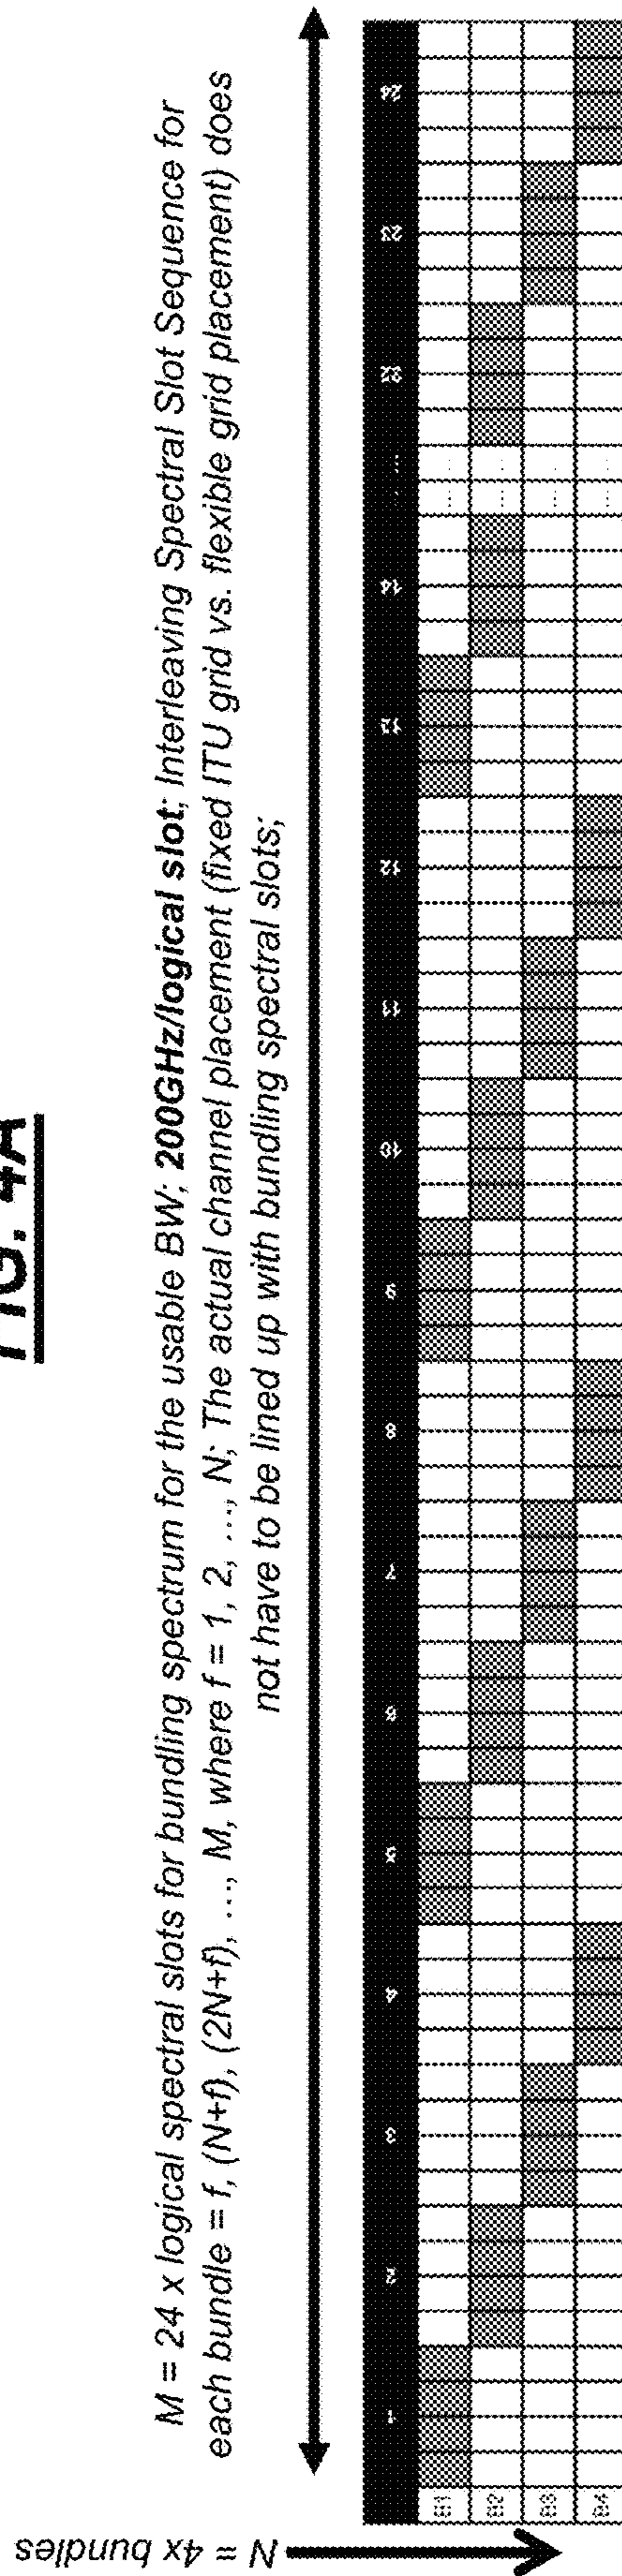 FIG. 4A
M = 24 x logical spectral slots for bundling spectrum for the usable BW; 200GHz/logical slot; Interleaving Spectral Slot Sequence for
each bundle = f, (N+f), (2N+f), …, M, where f = 1, 2, …, N; The actual channel placement (fixed ITU grid vs. flexible grid placement) does
not have to be lined up with bundling spectral slots;
N = 4x bundles
1 2 3 4 5 6 7 8 9 10 11 12 13 14 ... ... 22 23 24
B1 ... ...
B2 ... ...
B3 ... ...
B4 ... ...